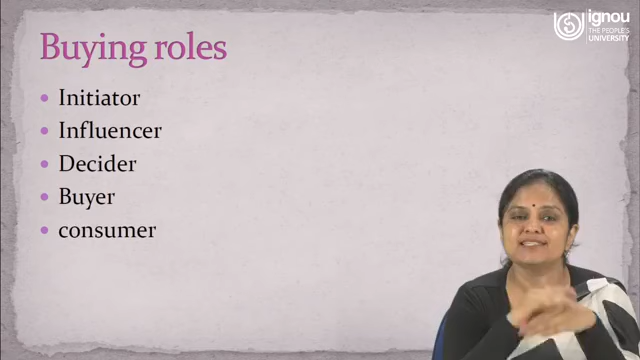 Buying roles
Initiator
Influencer
Decider
Buyer
consumer
ignou
THE PEOPLE'S
UNIVERSITY